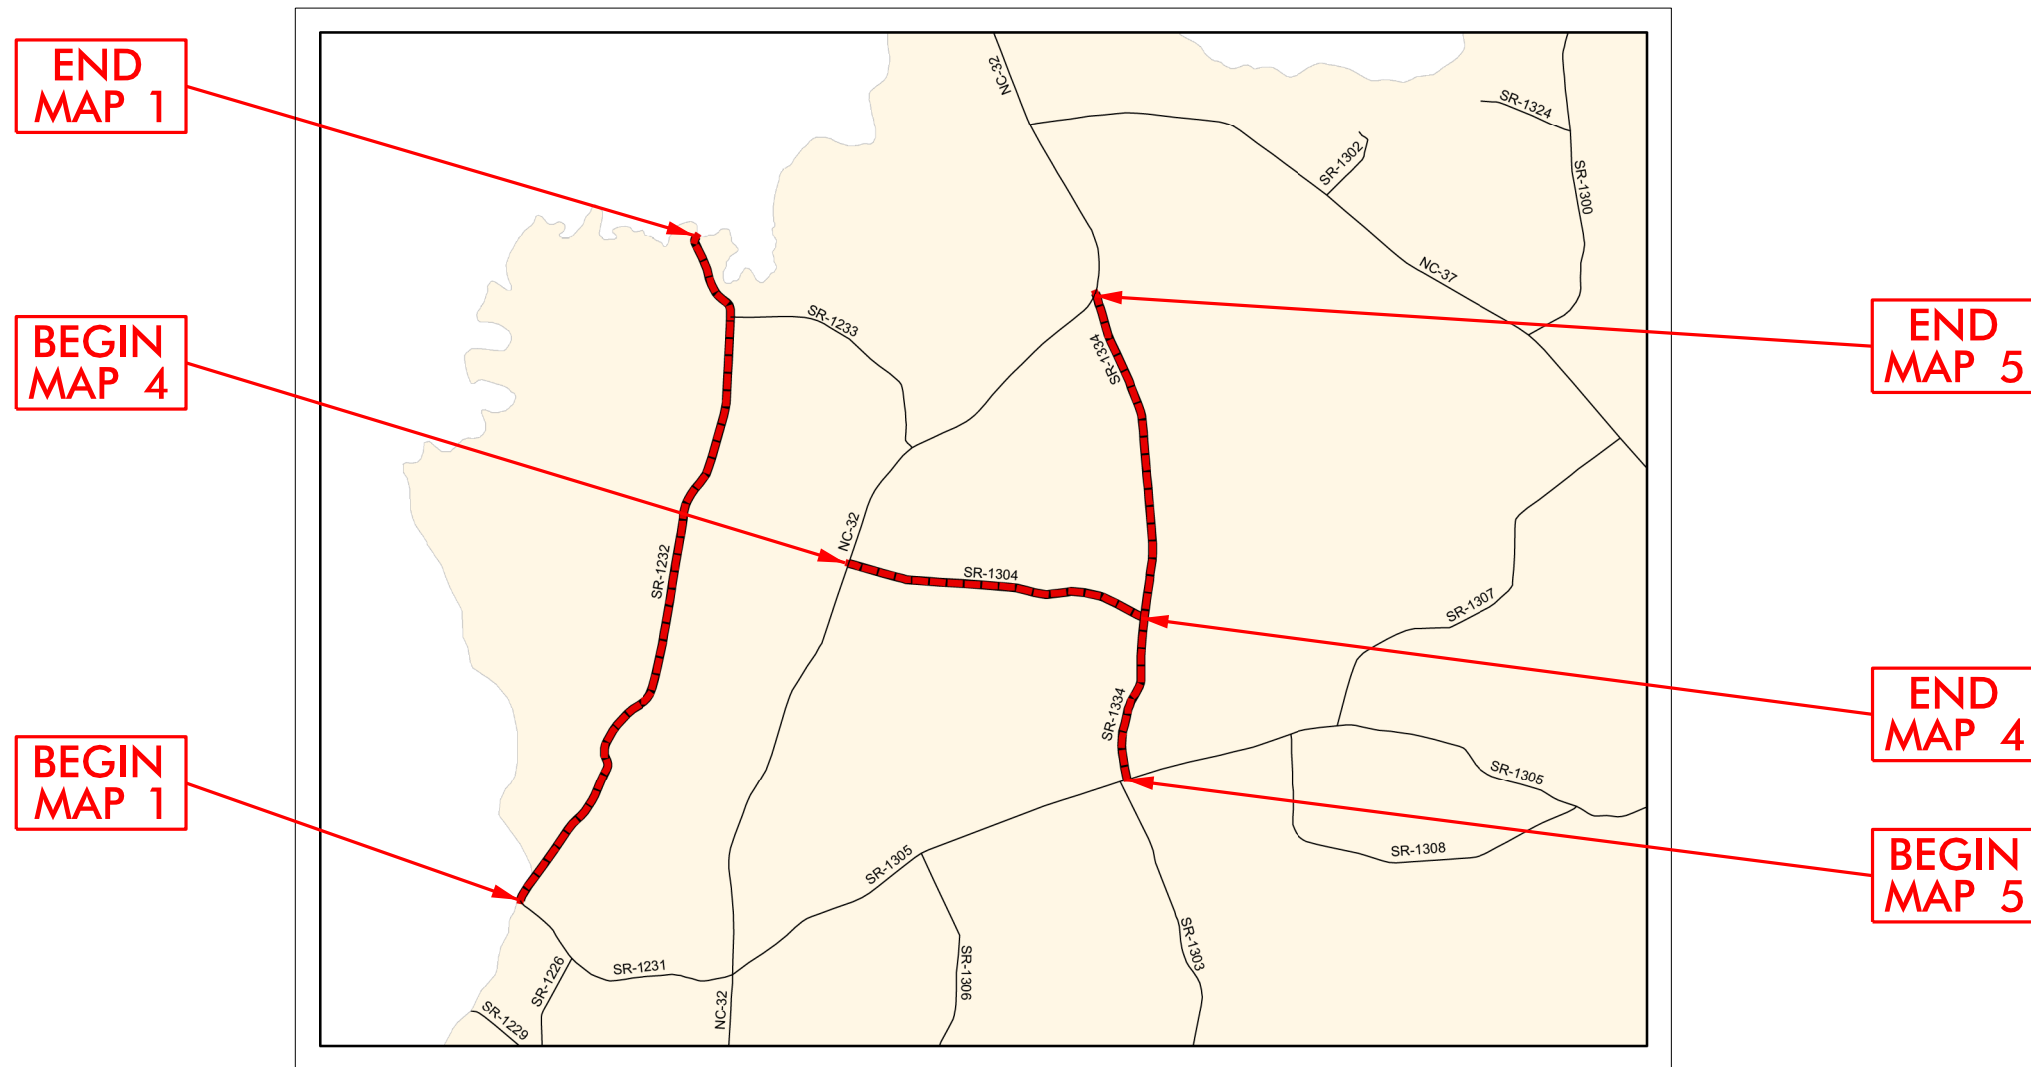 END
MAP 1
BEGIN
MAP 4
BEGIN
MAP 1
NC-32
SR-1324
SR-1302
SR-1300
NC-37
SR-1233
SR-1334
NC-32
SR-1232
SR-1304
SR-1307
SR-1334
SR-1305
SR-1308
SR-1305
SR-1303
SR-1306
SR-1231
SR-1226
SR-1229
NC-32
END
MAP 5
END
MAP 4
BEGIN
MAP 5